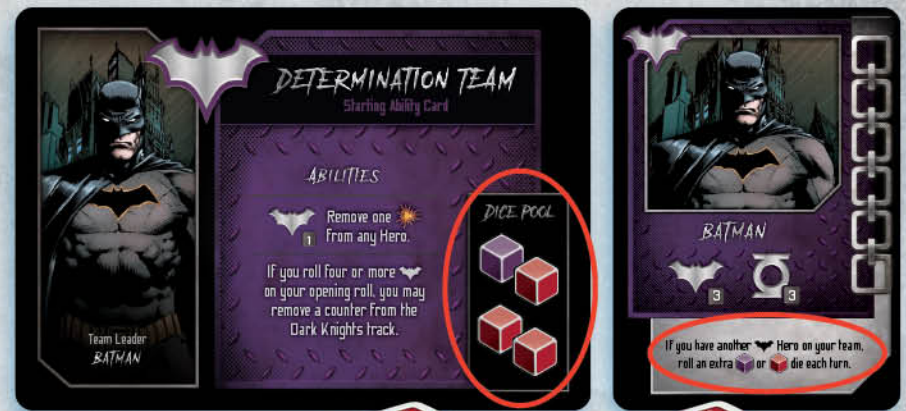 DETERMINATION TEAM
Starting Ability Card
ABILITIES
1
Remove one
from any Hero.
If you roll four or more
on your opening roll, you may
remove a counter from the
Dark Knights track.
DICE POOL
Team Leader
BATMAN
BATMAN
3
3
If you have another Hero on your team,
roll an extra or die each turn.